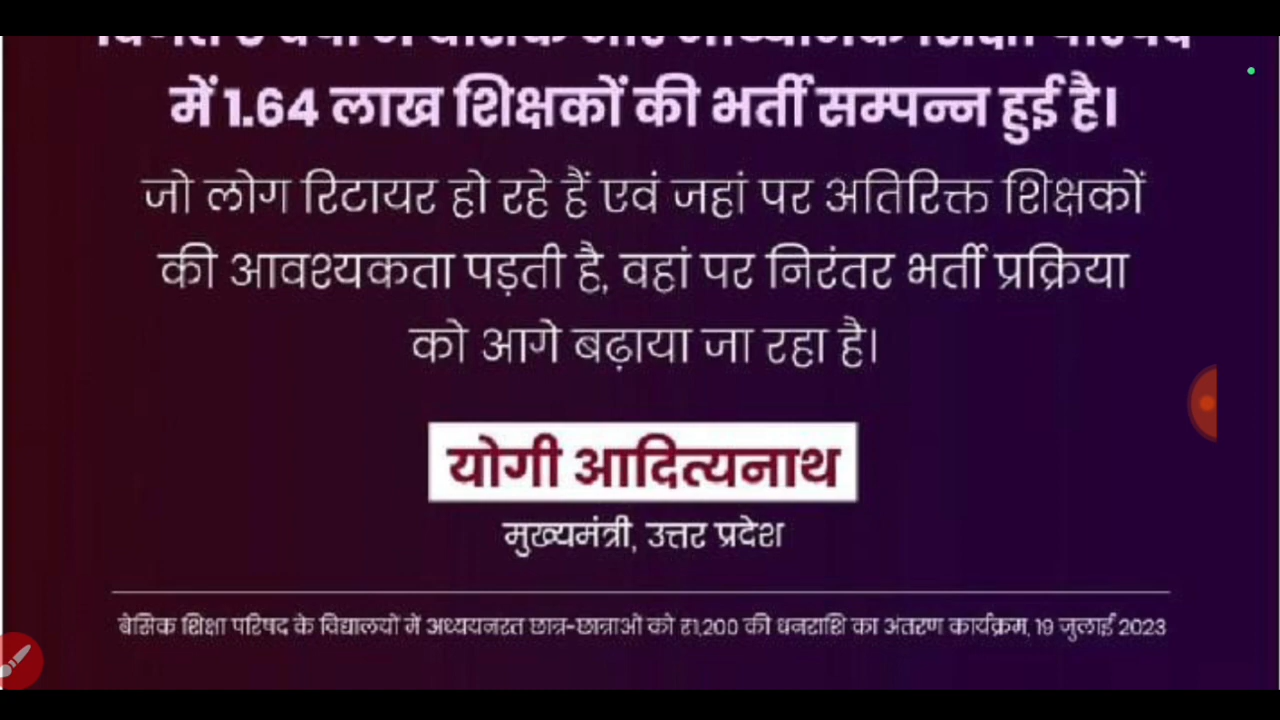 में 1.64 लाख शिक्षकों की भर्ती सम्पन्न हुई है।
जो लोग रिटायर हो रहे हैं एवं जहां पर अतिरिक्त शिक्षकों
की आवश्यकता पड़ती है, वहां पर निरंतर भर्ती प्रक्रिया
को आगे बढ़ाया जा रहा है।
योगी आदित्यनाथ
मुख्यमंत्री, उत्तर प्रदेश
बेसिक शिक्षा परिषद के विद्यालयों में अध्ययनरत छात्र-छात्राओं को ₹1,200 की धनराशि का अंतरण कार्यक्रम, 19 जुलाई 2023